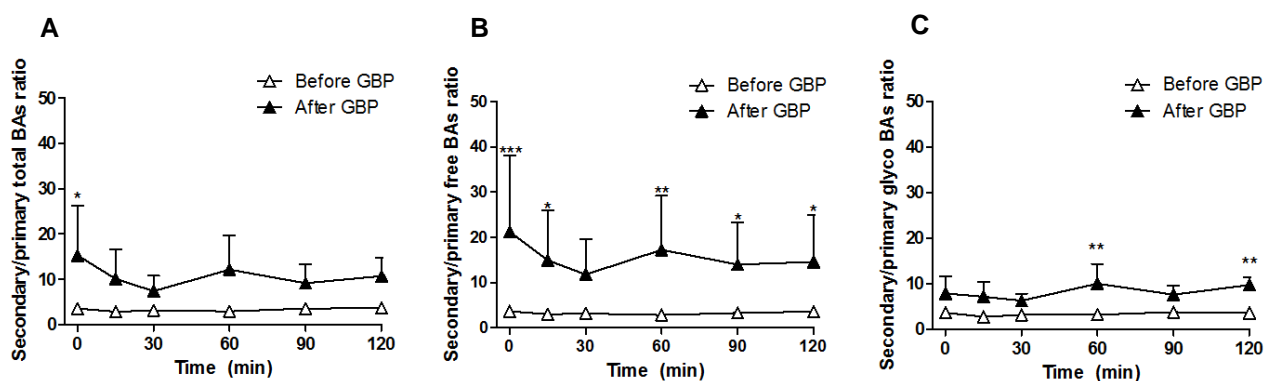 A
Before GBP
After GBP
Secondary/primary total BAs ratio
50
40
30
20
10
0
*
0 30 60 90 120
Time (min)
B
Before GBP
After GBP
Secondary/primary free BAs ratio
50
40
30
20
10
0
*** * ** * *
0 30 60 90 120
Time (min)
C
Before GBP
After GBP
Secondary/primary glyco BAs ratio
50
40
30
20
10
0
** **
0 30 60 90 120
Time (min)